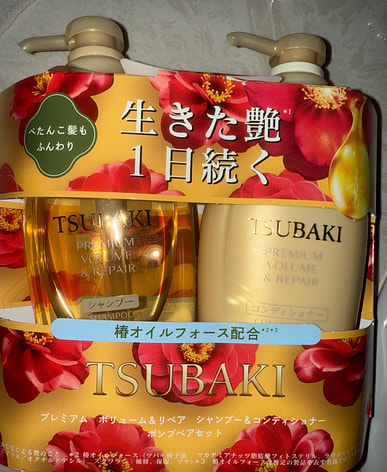 ぺたんこ髪も
ふんわり
生きた艶※1
1日続く
TSUBAKI
PREMIUM
VOLUME
& REPAIR
シャンプー
SHAMPOO
TSUBAKI
PREMIUM
VOLUME
& REPAIR
コンディショナー
椿オイルフォース配合*2*3
TSUBAKI
プレミアム ボリューム&リペア シャンプー&コンディショナー
ポンプペアセット